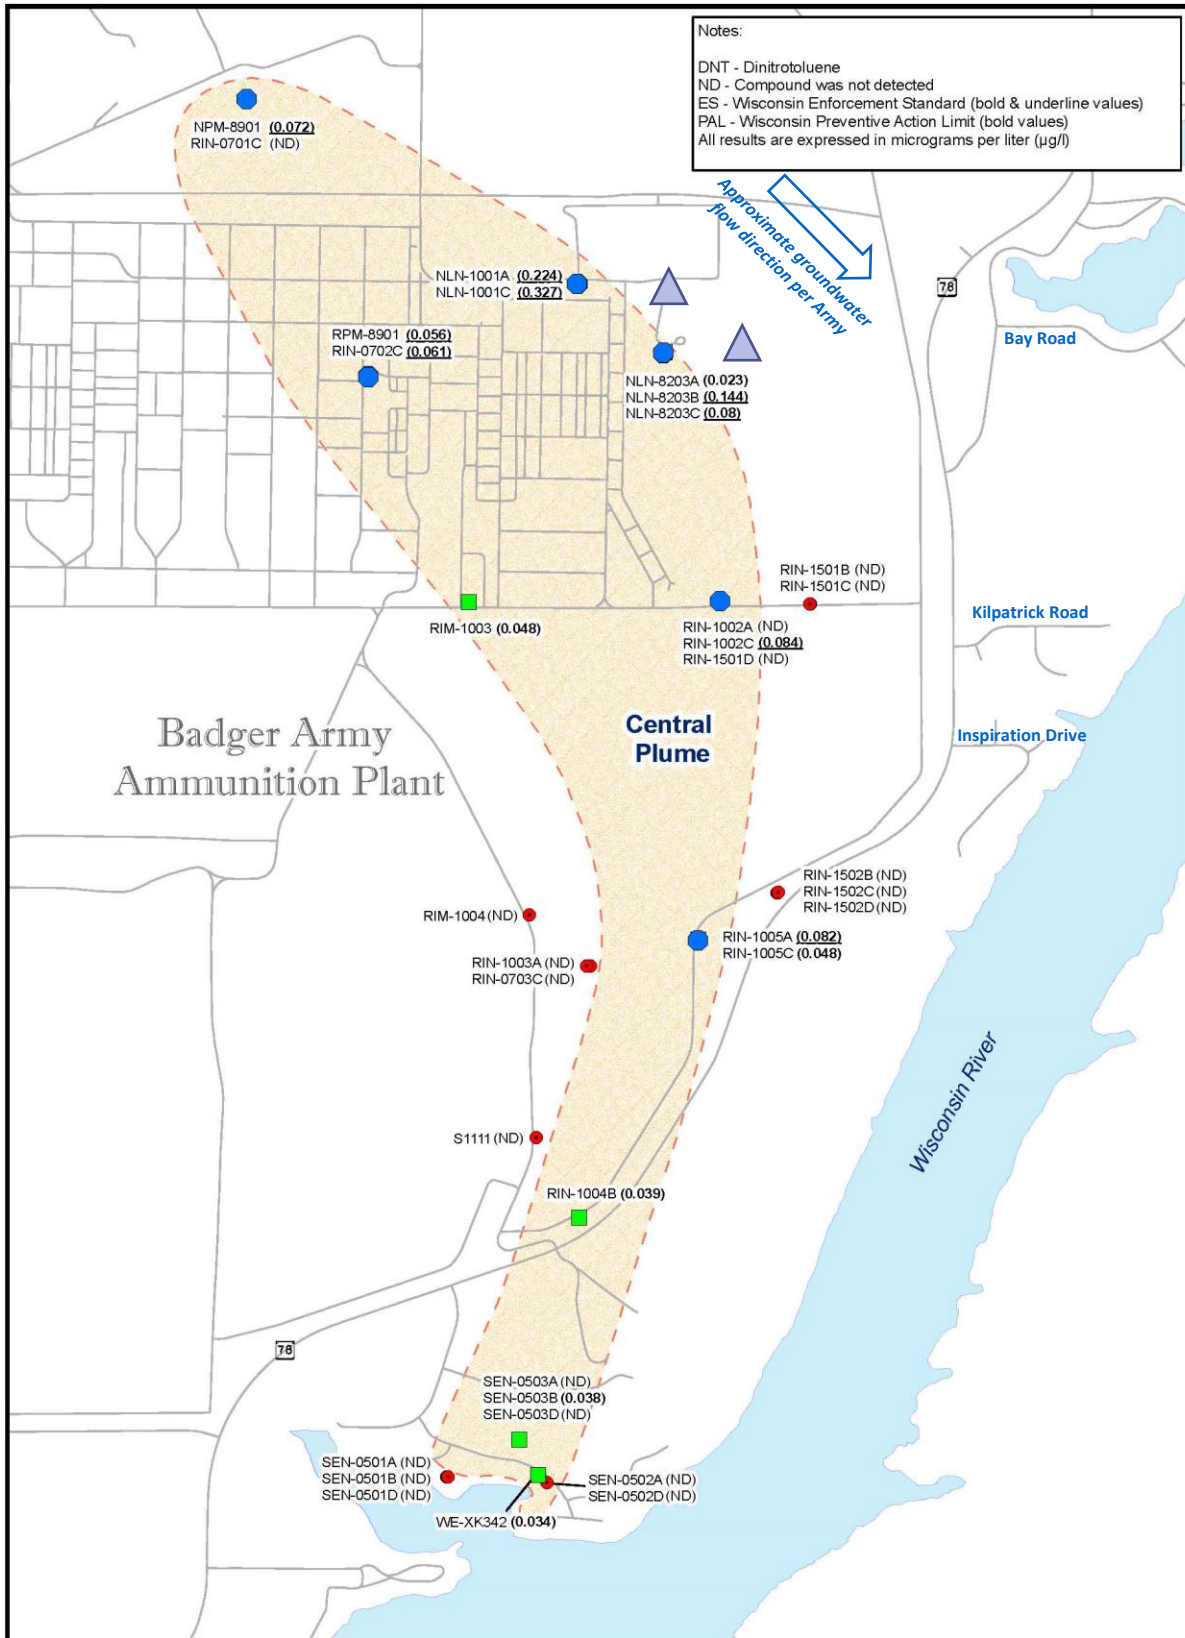 Notes:
DNT - Dinitrotoluene
ND - Compound was not detected
ES - Wisconsin Enforcement Standard (bold & underline values)
PAL - Wisconsin Preventive Action Limit (bold values)
All results are expressed in micrograms per liter (µg/l)
NPM-8901 (0.072)
RIN-0701C (ND)
Approximate groundwater
flow direction per Army
78
Bay Road
NLN-1001A (0.224)
NLN-1001C (0.327)
RPM-8901 (0.056)
RIN-0702C (0.061)
NLN-8203A (0.023)
NLN-8203B (0.144)
NLN-8203C (0.08)
RIN-1501B (ND)
RIN-1501C (ND)
Kilpatrick Road
RIM-1003 (0.048)
RIN-1002A (ND)
RIN-1002C (0.084)
RIN-1501D (ND)
Badger Army
Ammunition Plant
Central
Plume
Inspiration Drive
RIN-1502B (ND)
RIN-1502C (ND)
RIN-1502D (ND)
RIM-1004 (ND)
RIN-1005A (0.082)
RIN-1005C (0.048)
RIN-1003A (ND)
RIN-0703C (ND)
Wisconsin River
S1111 (ND)
RIN-1004B (0.039)
78
SEN-0503A (ND)
SEN-0503B (0.038)
SEN-0503D (ND)
SEN-0501A (ND)
SEN-0501B (ND)
SEN-0501D (ND)
SEN-0502A (ND)
SEN-0502D (ND)
WE-XK342 (0.034)